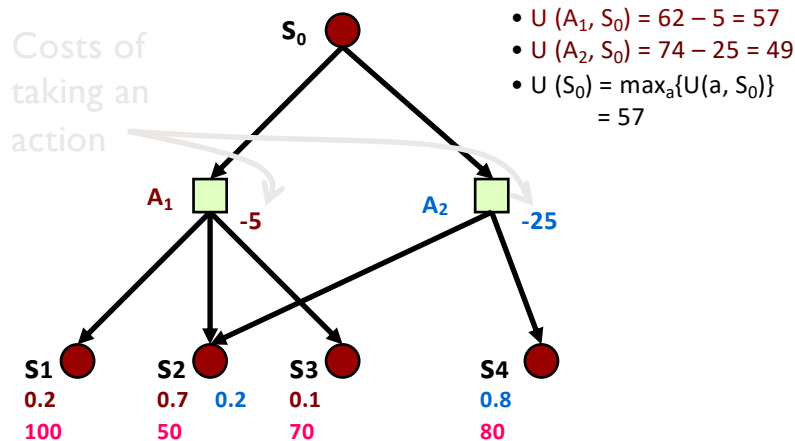 S₀
• U (A₁, S₀) = 62 – 5 = 57
• U (A₂, S₀) = 74 – 25 = 49
• U (S₀) = maxₐ{U(a, S₀)}
= 57
Costs of
taking an
action
A₁
-5
A₂
-25
S1
S2
S3
S4
0.2
0.7
0.2
0.1
0.8
100
50
70
80